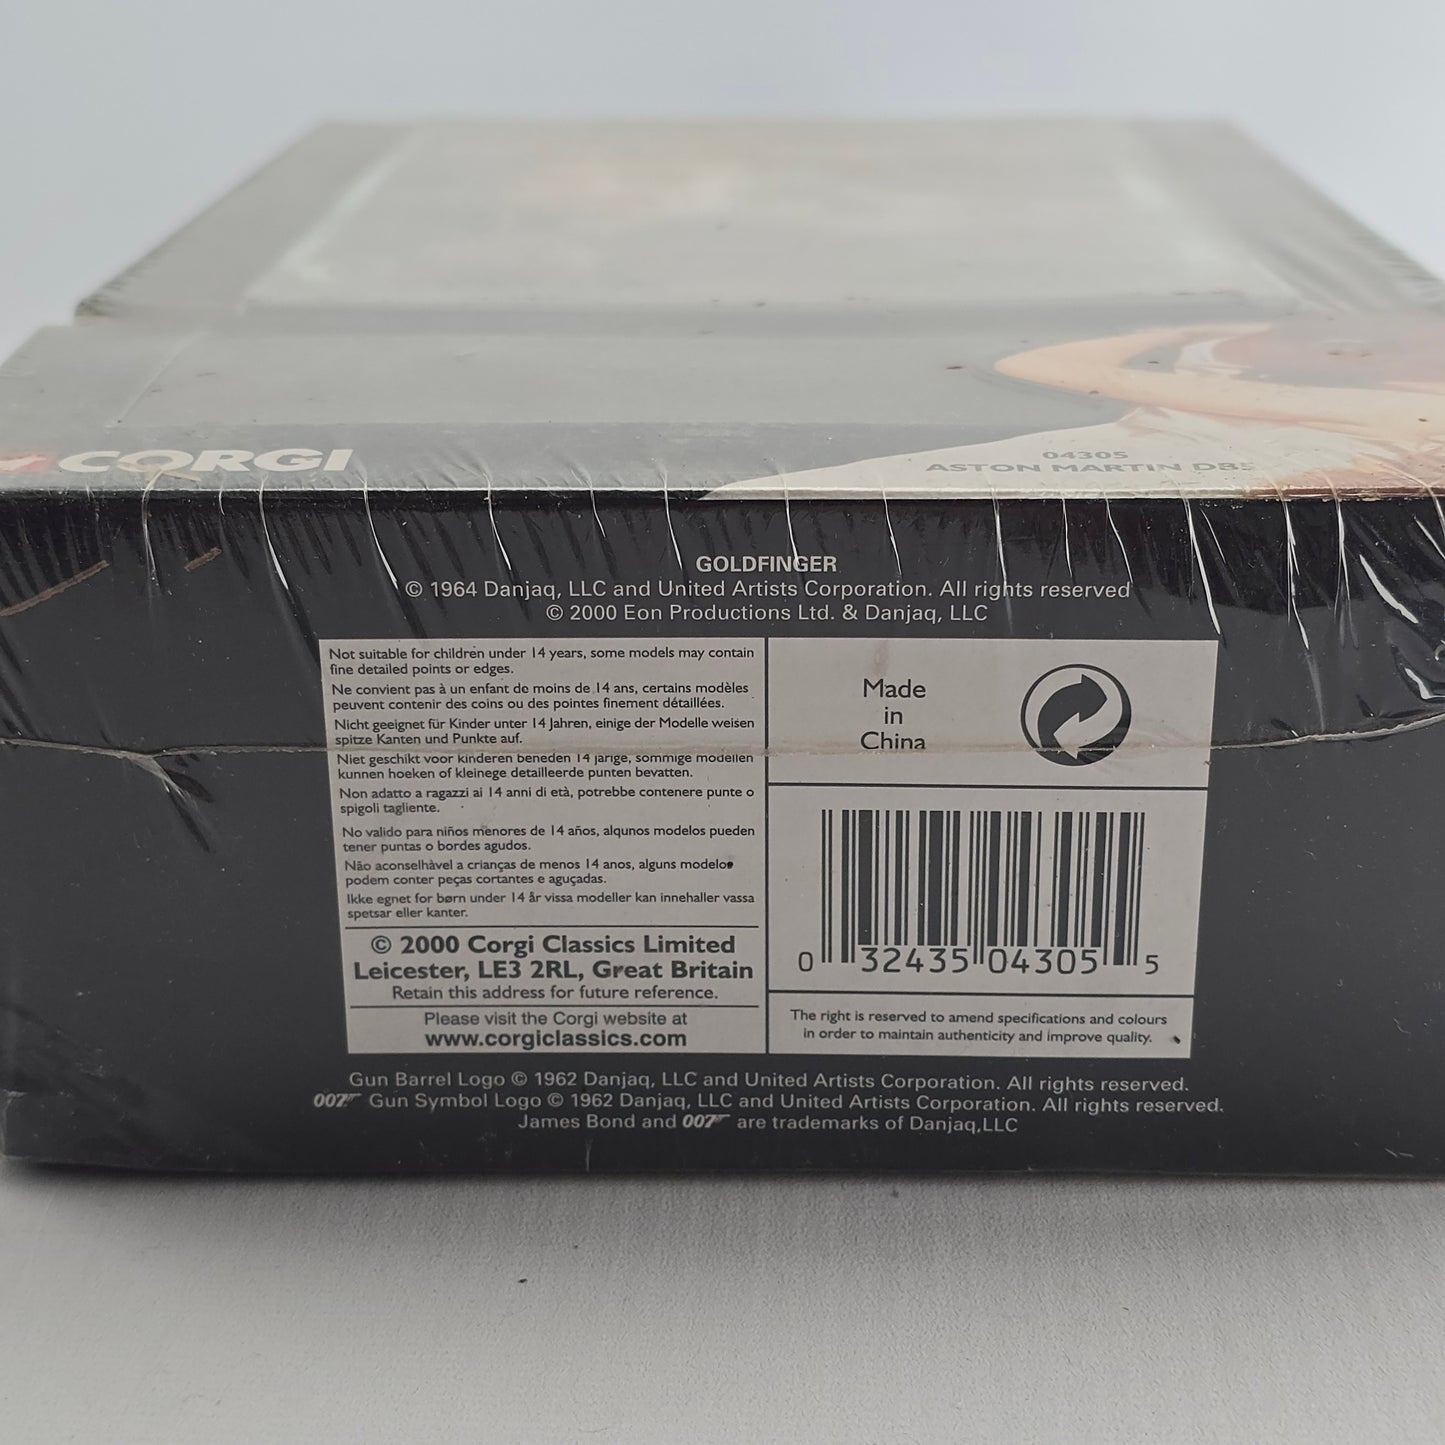 CORGI
04305
ASTON MARTIN DB5
GOLDFINGER
© 1964 Danjaq, LLC and United Artists Corporation. All rights reserved
© 2000 Eon Productions Ltd. & Danjaq, LLC
Not suitable for children under 14 years, some models may contain
fine detailed points or edges.
Ne convient pas à un enfant de moins de 14 ans, certains modèles
peuvent contenir des coins ou des pointes finement détaillées.
Nicht geeignet für Kinder unter 14 Jahren, einige der Modelle weisen
spitze Kanten und Punkte auf.
Niet geschikt voor kinderen beneden 14 jarige, sommige modellen
kunnen hoeken of kleinege detailleerde punten bevatten.
Non adatto a ragazzi ai 14 anni di età, potrebbe contenere punte o
spigoli tagliente.
No valido para niños menores de 14 años, alqunos modelos pueden
tener puntas o bordes agudos.
Não aconselhàvel a crianças de menos 14 anos, alguns modelos
podem conter peças cortantes e aguçadas.
Ikke egnet for børn under 14 år vissa modeller kan innehaller vassa
spetsar eller kanter.
© 2000 Corgi Classics Limited
Leicester, LE3 2RL, Great Britain
Retain this address for future reference.
Please visit the Corgi website at
www.corgiclassics.com
Made
in
China
0 32435 04305 5
The right is reserved to amend specifications and colours
in order to maintain authenticity and improve quality.
Gun Barrel Logo © 1962 Danjaq, LLC and United Artists Corporation. All rights reserved.
007 Gun Symbol Logo © 1962 Danjaq, LLC and United Artists Corporation. All rights reserved.
James Bond and 007 are trademarks of Danjaq,LLC